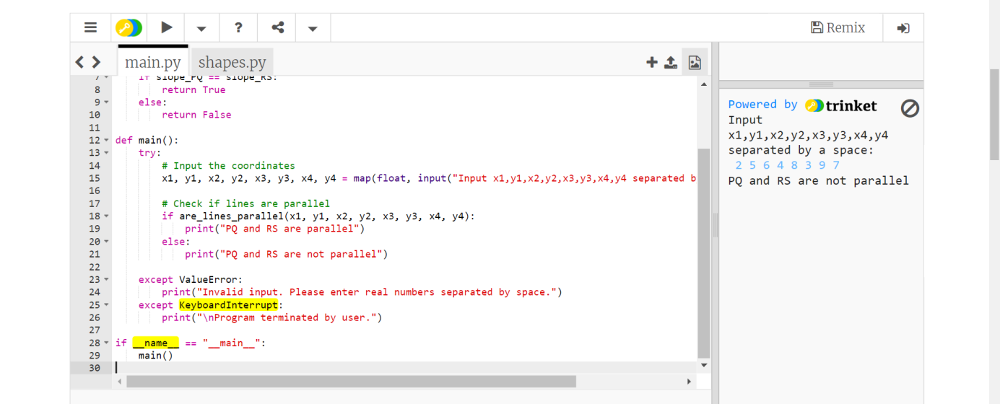 ? Remix
main.py shapes.py
7 if slope_PQ == slope_RS:
8 return True
9 else:
10 return False
11
12 def main():
13 try:
14 # Input the coordinates
15 x1, y1, x2, y2, x3, y3, x4, y4 = map(float, input("Input x1,y1,x2,y2,x3,y3,x4,y4 separated b
16
17 # Check if lines are parallel
18 if are_lines_parallel(x1, y1, x2, y2, x3, y3, x4, y4):
19 print("PQ and RS are parallel")
20 else:
21 print("PQ and RS are not parallel")
22
23 except ValueError:
24 print("Invalid input. Please enter real numbers separated by space.")
25 except KeyboardInterrupt:
26 print("\nProgram terminated by user.")
27
28 if __name__ == "__main__":
29 main()
30
Powered by trinket
Input
x1,y1,x2,y2,x3,y3,x4,y4
separated by a space:
2 5 6 4 8 3 9 7
PQ and RS are not parallel